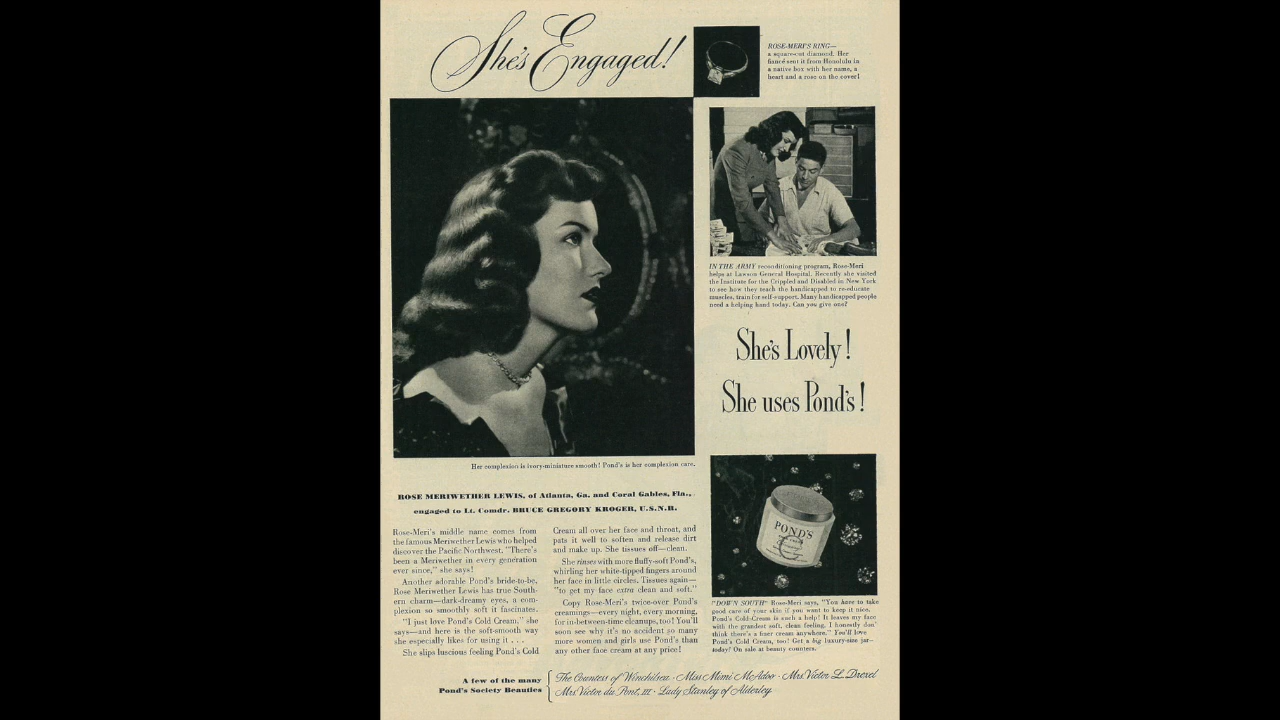 She's Engaged!
ROSE-MERI'S RING—
a square-cut diamond. Her
fiancé sent it from Honolulu in
a native box with her name, a
heart and a rose on the cover!
IN THE ARMY reconditioning program, Rose-Meri
helps at Lawson General Hospital. Recently she visited
the Institute for the Crippled and Disabled in New York
to see how they teach the handicapped to re-educate
muscles, train for self-support. Many handicapped people
need a helping hand today. Can you give one?
She's Lovely!
She uses Pond's!
Her complexion is ivory-miniature smooth! Pond's is her complexion care.
ROSE MERIWETHER LEWIS, of Atlanta, Ga. and Coral Gables, Fla.,
engaged to Lt. Comdr. BRUCE GREGORY KROGER, U.S.N.R.
Rose-Meri's middle name comes from
the famous Meriwether Lewis who helped
discover the Pacific Northwest. "There's
been a Meriwether in every generation
ever since," she says!
Another adorable Pond's bride-to-be,
Rose Meriwether Lewis has true South-
ern charm—dark-dreamy eyes, a com-
plexion so smoothly soft it fascinates.
"I just love Pond's Cold Cream," she
says—and here is the soft-smooth way
she especially likes for using it . . .
She slips luscious feeling Pond's Cold
Cream all over her face and throat, and
pats it well to soften and release dirt
and make up. She tissues off—clean.
She rinses with more fluffy-soft Pond's,
whirling her white-tipped fingers around
her face in little circles. Tissues again—
"to get my face extra clean and soft."
Copy Rose-Meri's twice-over Pond's
creamings—every night, every morning,
for in-between-time cleanups, too! You'll
soon see why it's no accident so many
more women and girls use Pond's than
any other face cream at any price!
POND'S
"DOWN SOUTH" Rose-Meri says, "You have to take
good care of your skin if you want to keep it nice.
Pond's Cold Cream is such a help! It leaves my face
with the grandest soft, clean feeling. I honestly don'
think there's a finer cream anywhere." You'll love
Pond's Cold Cream, too! Get a big luxury-size jar—
today! On sale at beauty counters.
A few of the many
Pond's Society Beauties
The Countess of Winchilsea · Miss Mimi McAdoo · Mrs. Victor L. Drexel
Mrs. Victor du Pont, III · Lady Stanley of Alderley